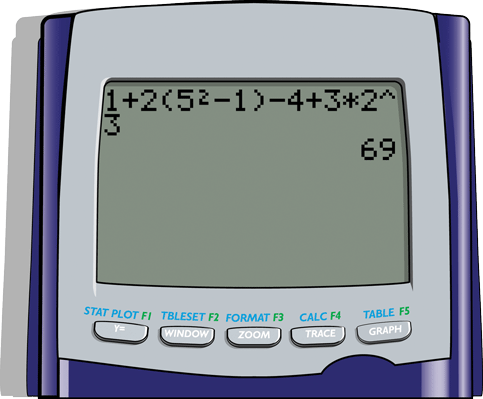 1+2(5²-1)-4+3*2^
3
69
STAT PLOT F1 TBLSET F2 FORMAT F3 CALC F4 TABLE F5
Y= WINDOW ZOOM TRACE GRAPH